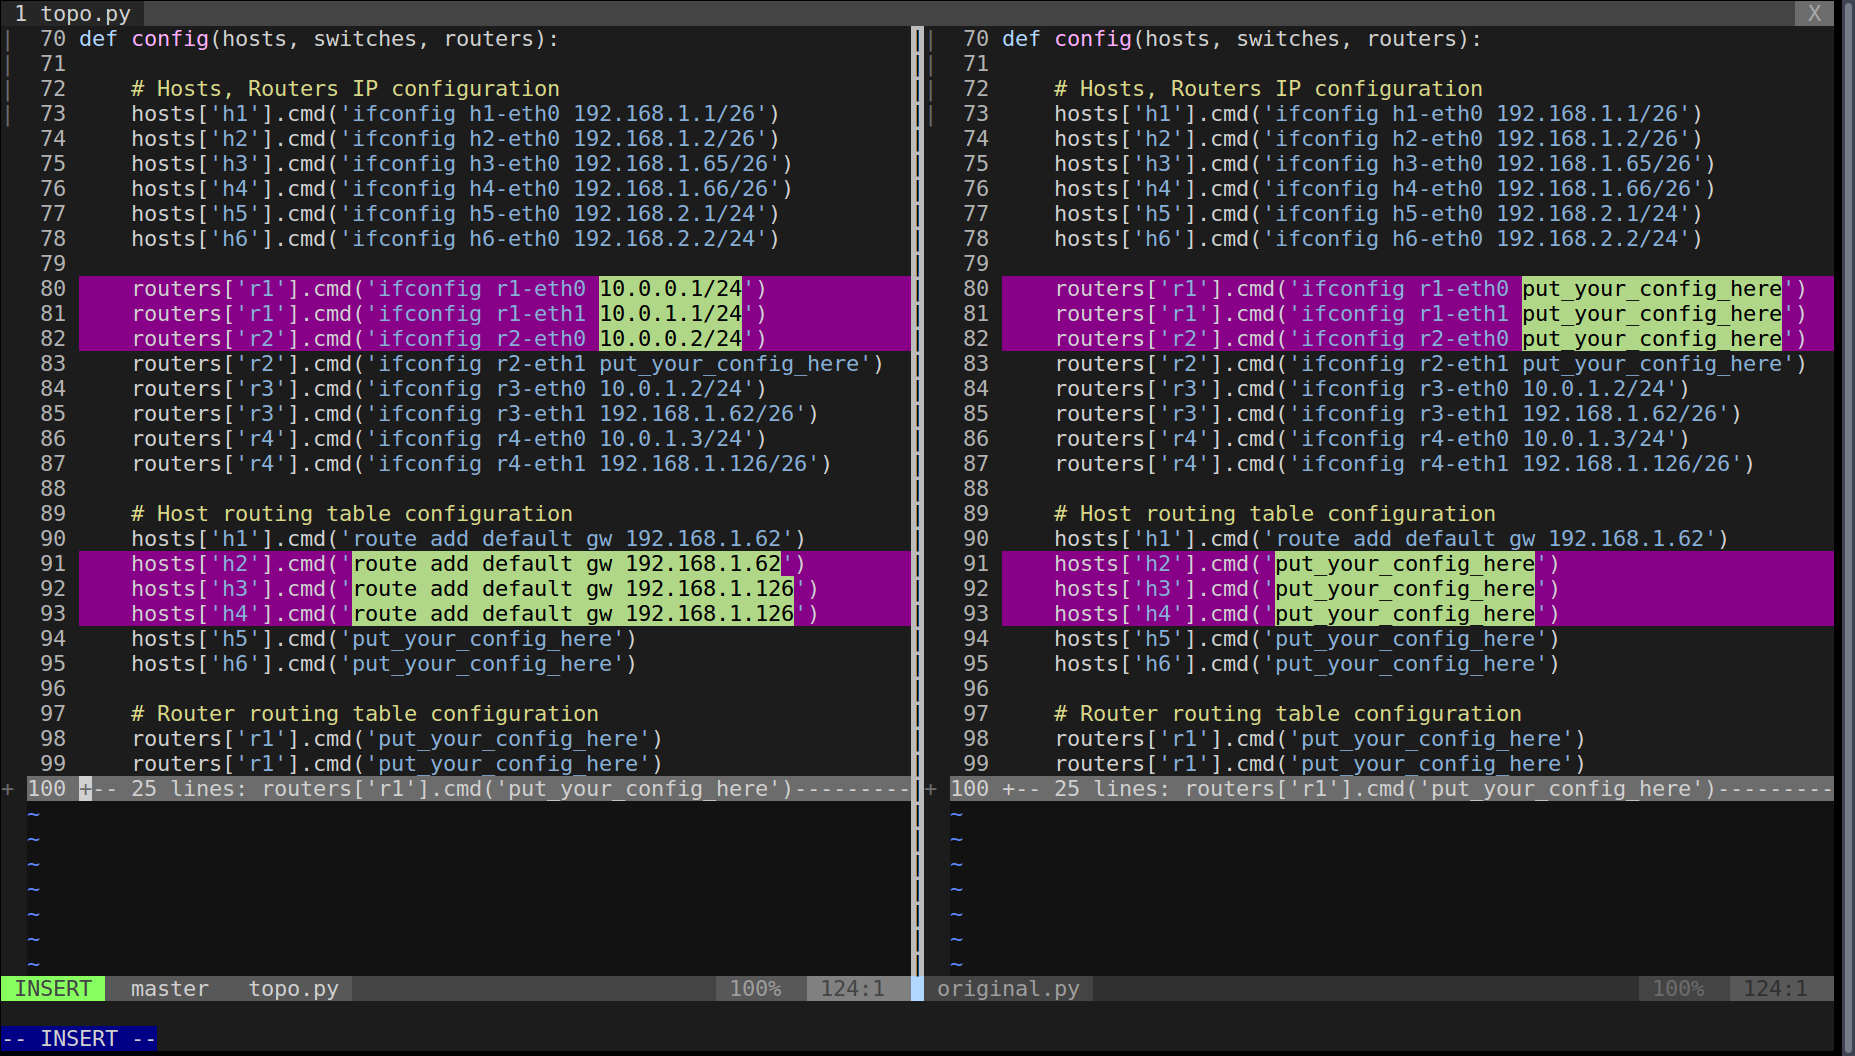 1 topo.py X
70 def config(hosts, switches, routers):
71
72     # Hosts, Routers IP configuration
73     hosts['h1'].cmd('ifconfig h1-eth0 192.168.1.1/26')
74     hosts['h2'].cmd('ifconfig h2-eth0 192.168.1.2/26')
75     hosts['h3'].cmd('ifconfig h3-eth0 192.168.1.65/26')
76     hosts['h4'].cmd('ifconfig h4-eth0 192.168.1.66/26')
77     hosts['h5'].cmd('ifconfig h5-eth0 192.168.2.1/24')
78     hosts['h6'].cmd('ifconfig h6-eth0 192.168.2.2/24')
79
80     routers['r1'].cmd('ifconfig r1-eth0 10.0.0.1/24')
81     routers['r1'].cmd('ifconfig r1-eth1 10.0.1.1/24')
82     routers['r2'].cmd('ifconfig r2-eth0 10.0.0.2/24')
83     routers['r2'].cmd('ifconfig r2-eth1 put_your_config_here')
84     routers['r3'].cmd('ifconfig r3-eth0 10.0.1.2/24')
85     routers['r3'].cmd('ifconfig r3-eth1 192.168.1.62/26')
86     routers['r4'].cmd('ifconfig r4-eth0 10.0.1.3/24')
87     routers['r4'].cmd('ifconfig r4-eth1 192.168.1.126/26')
88
89     # Host routing table configuration
90     hosts['h1'].cmd('route add default gw 192.168.1.62')
91     hosts['h2'].cmd('route add default gw 192.168.1.62')
92     hosts['h3'].cmd('route add default gw 192.168.1.126')
93     hosts['h4'].cmd('route add default gw 192.168.1.126')
94     hosts['h5'].cmd('put_your_config_here')
95     hosts['h6'].cmd('put_your_config_here')
96
97     # Router routing table configuration
98     routers['r1'].cmd('put_your_config_here')
99     routers['r1'].cmd('put_your_config_here')
+ 100 +-- 25 lines: routers['r1'].cmd('put_your_config_here')---------
~
~
~
~
~
~
~
INSERT master topo.py 100% 124:1
70 def config(hosts, switches, routers):
71
72     # Hosts, Routers IP configuration
73     hosts['h1'].cmd('ifconfig h1-eth0 192.168.1.1/26')
74     hosts['h2'].cmd('ifconfig h2-eth0 192.168.1.2/26')
75     hosts['h3'].cmd('ifconfig h3-eth0 192.168.1.65/26')
76     hosts['h4'].cmd('ifconfig h4-eth0 192.168.1.66/26')
77     hosts['h5'].cmd('ifconfig h5-eth0 192.168.2.1/24')
78     hosts['h6'].cmd('ifconfig h6-eth0 192.168.2.2/24')
79
80     routers['r1'].cmd('ifconfig r1-eth0 put_your_config_here')
81     routers['r1'].cmd('ifconfig r1-eth1 put_your_config_here')
82     routers['r2'].cmd('ifconfig r2-eth0 put_your_config_here')
83     routers['r2'].cmd('ifconfig r2-eth1 put_your_config_here')
84     routers['r3'].cmd('ifconfig r3-eth0 10.0.1.2/24')
85     routers['r3'].cmd('ifconfig r3-eth1 192.168.1.62/26')
86     routers['r4'].cmd('ifconfig r4-eth0 10.0.1.3/24')
87     routers['r4'].cmd('ifconfig r4-eth1 192.168.1.126/26')
88
89     # Host routing table configuration
90     hosts['h1'].cmd('route add default gw 192.168.1.62')
91     hosts['h2'].cmd('put_your_config_here')
92     hosts['h3'].cmd('put_your_config_here')
93     hosts['h4'].cmd('put_your_config_here')
94     hosts['h5'].cmd('put_your_config_here')
95     hosts['h6'].cmd('put_your_config_here')
96
97     # Router routing table configuration
98     routers['r1'].cmd('put_your_config_here')
99     routers['r1'].cmd('put_your_config_here')
+ 100 +-- 25 lines: routers['r1'].cmd('put_your_config_here')---------
~
~
~
~
~
~
~
original.py 100% 124:1
-- INSERT --